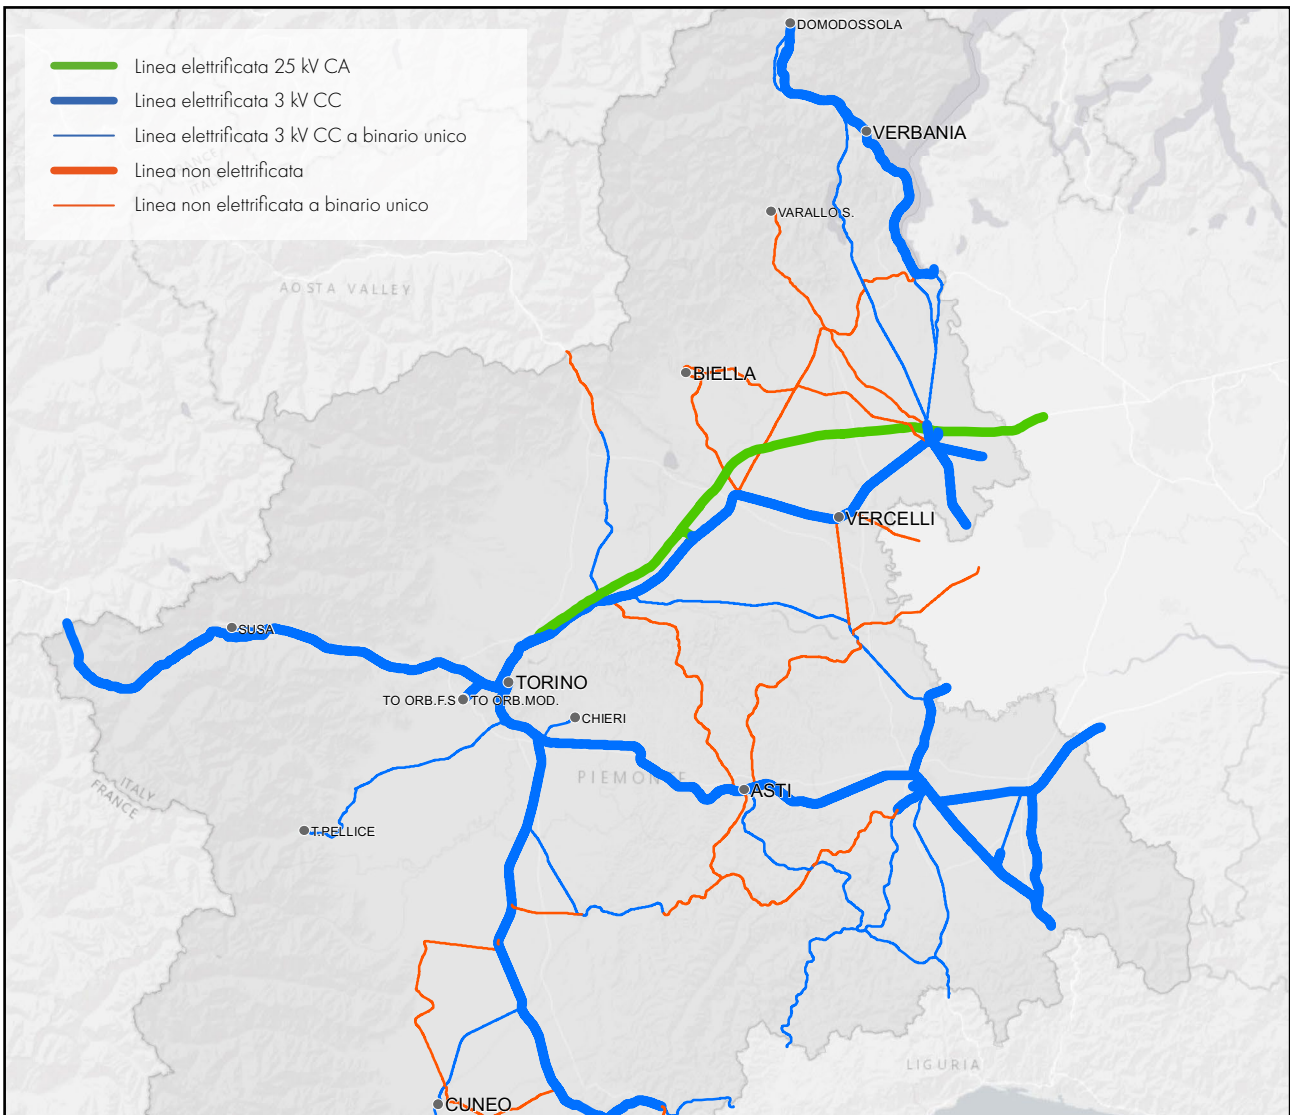 Linea elettrificata 25 kV CA
Linea elettrificata 3 kV CC
Linea elettrificata 3 kV CC a binario unico
Linea non elettrificata
Linea non elettrificata a binario unico
DOMODOSSOLA
VERBANIA
VARALLO S.
FRANCE
ITALY
AOSTA VALLEY
BIELLA
VERCELLI
SUSA
TORINO
TO ORB.F.S
TO ORB.MOD.
CHIERI
PIEMONTE
ITALY
FRANCE
ASTI
T.PELLICE
LIGURIA
CUNEO